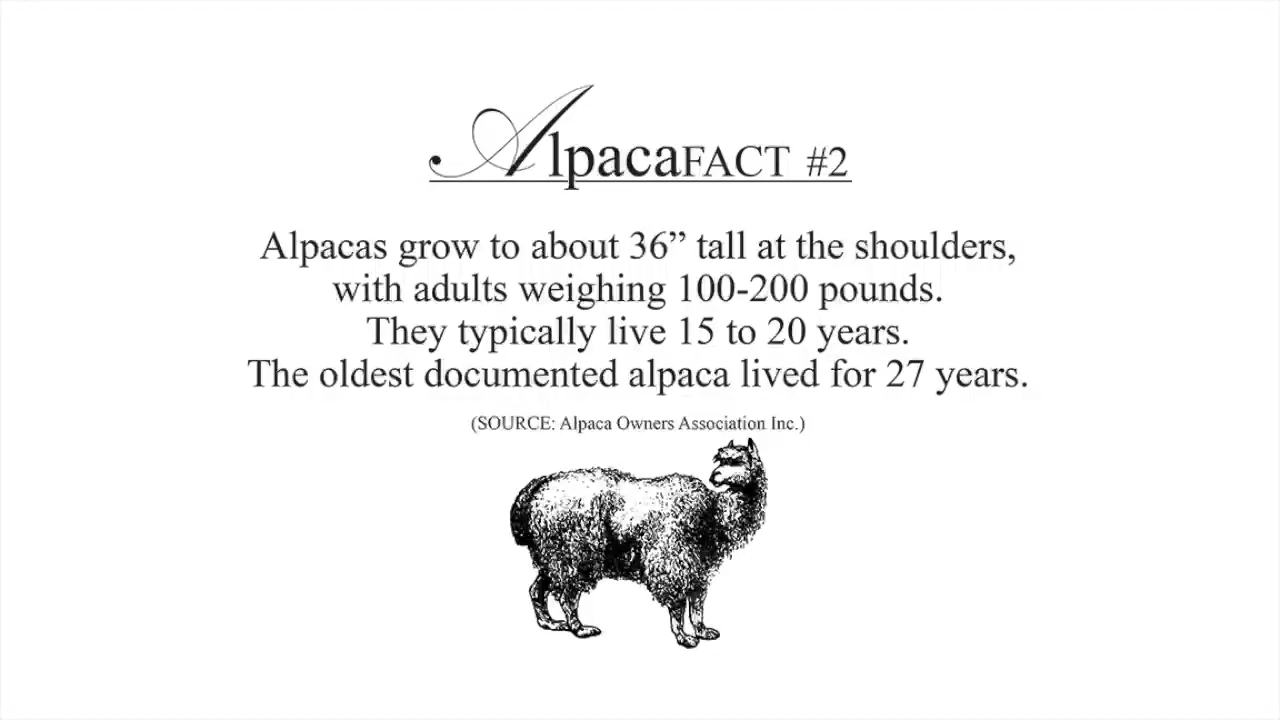 AlpacaFACT #2
Alpacas grow to about 36” tall at the shoulders,
with adults weighing 100-200 pounds.
They typically live 15 to 20 years.
The oldest documented alpaca lived for 27 years.
(SOURCE: Alpaca Owners Association Inc.)